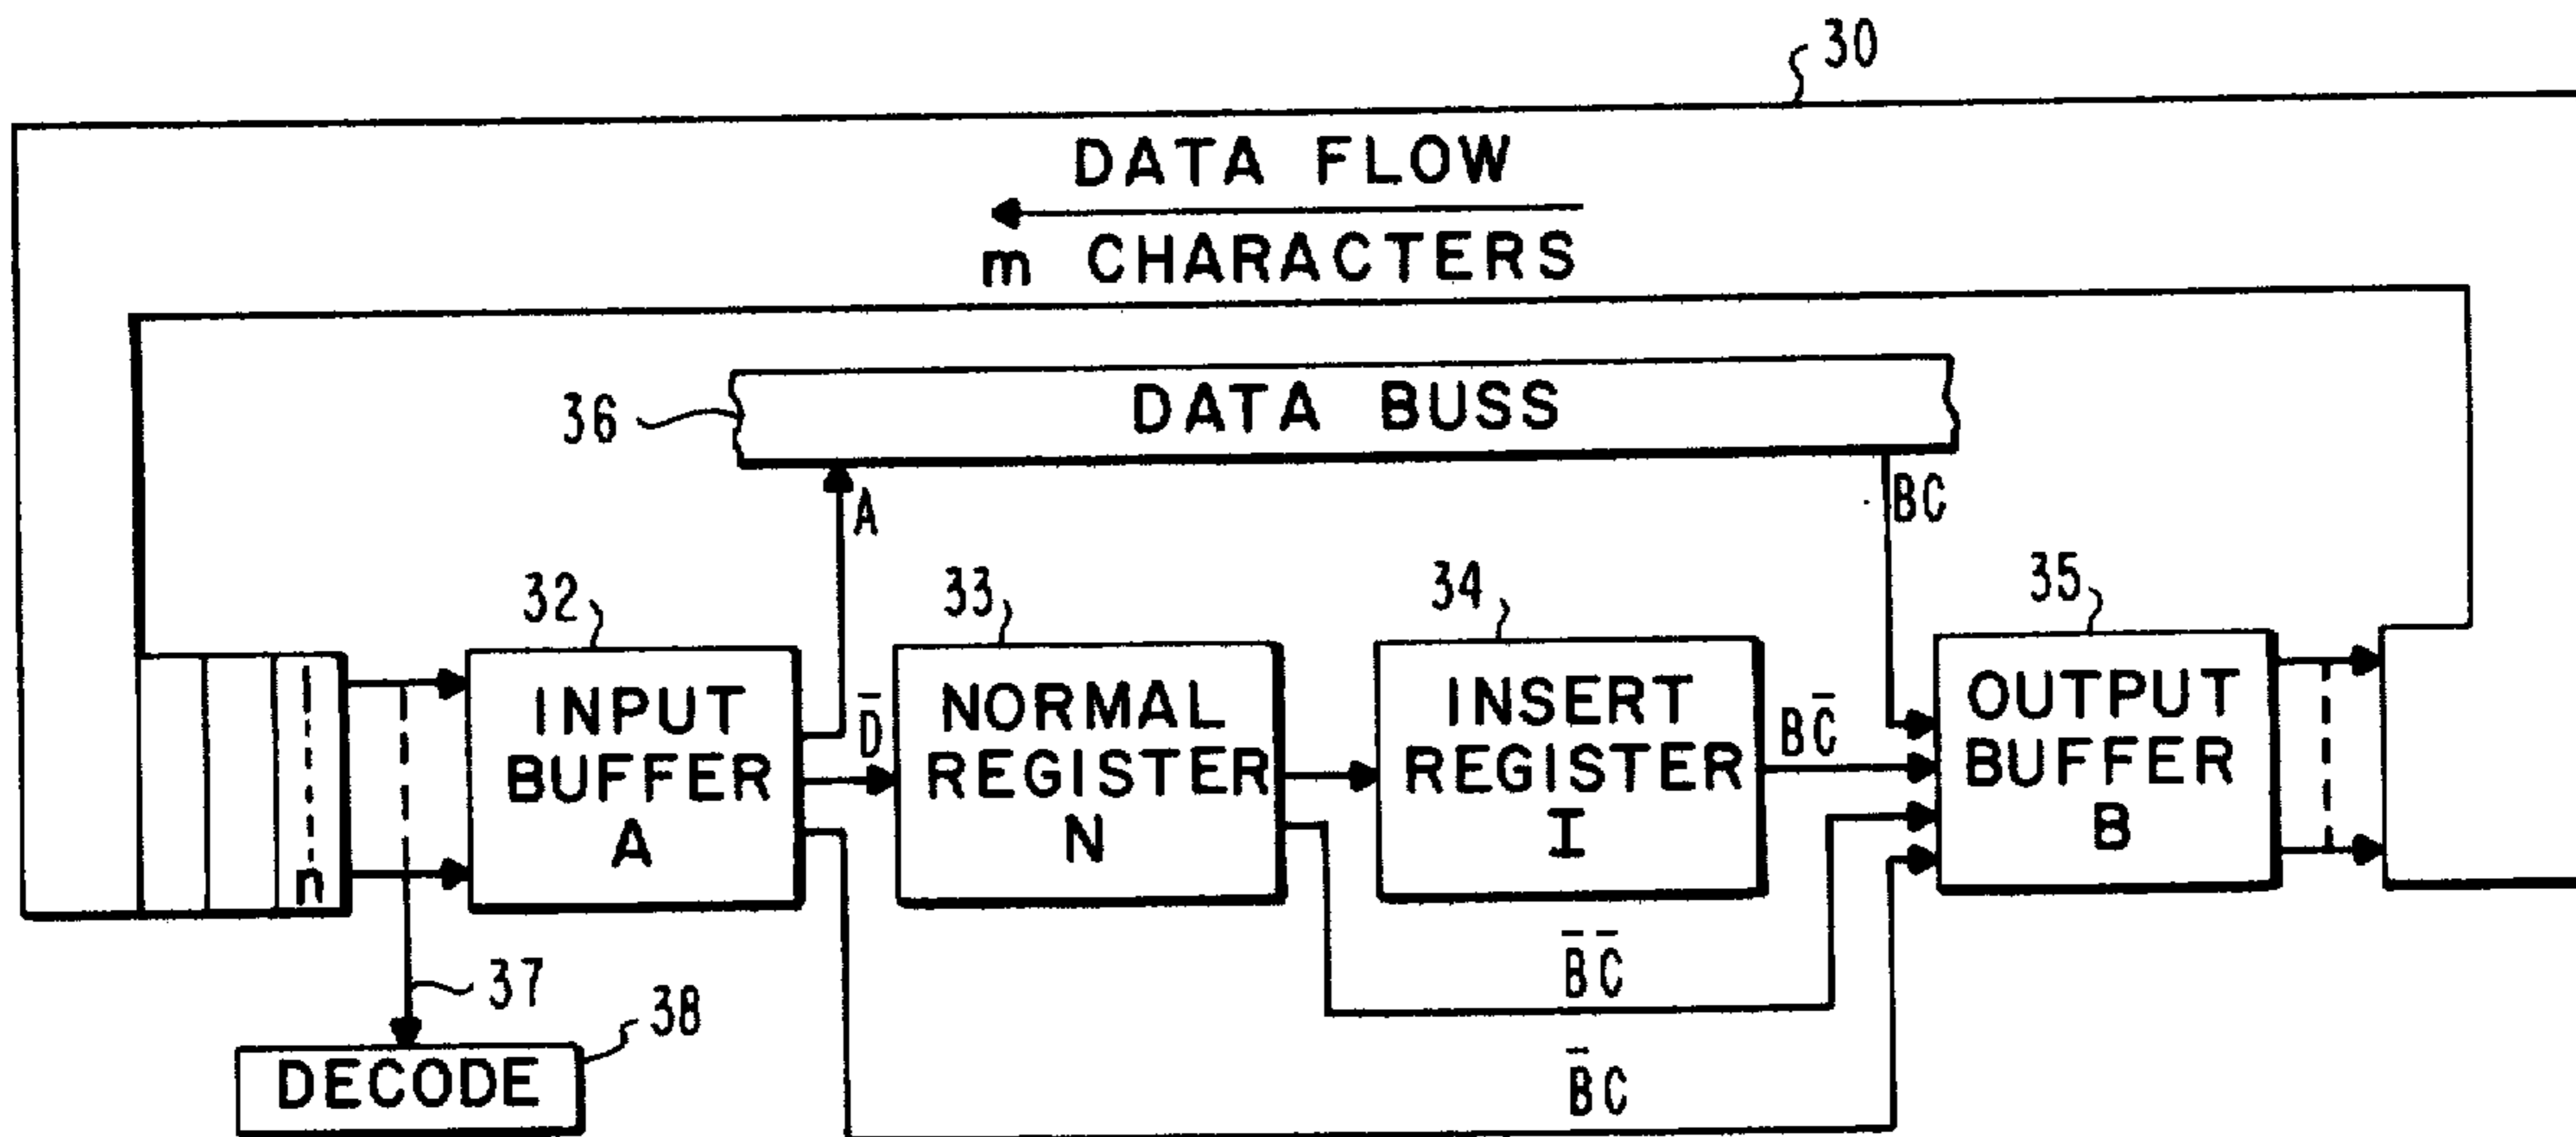 30
DATA FLOW
m CHARACTERS
36
DATA BUSS
A
BC
32
33
34
35
n
INPUT
BUFFER
A
D̅
NORMAL
REGISTER
N
INSERT
REGISTER
I
BC̅
OUTPUT
BUFFER
B
37
B̅C̅
38
DECODE
B̅C